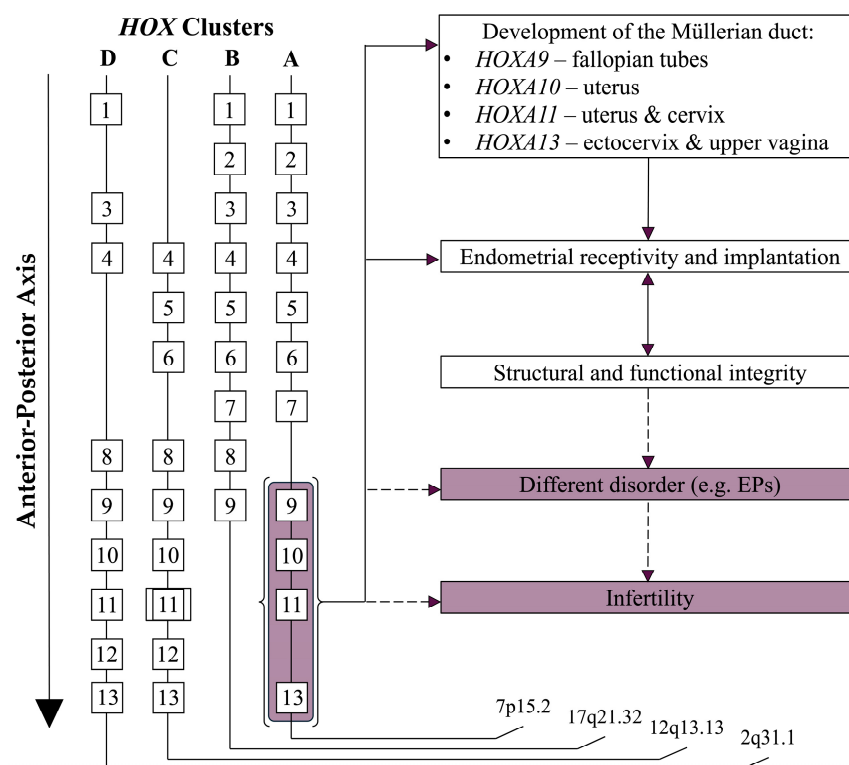 HOX Clusters
D C B A
1 1 1
2 2
3 3 3
4 4 4 4
5 5 5
6 6 6
7 7
8 8 8
9 9 9 9
10 10 10
11 11 11
12 12
13 13 13
Anterior-Posterior Axis
Development of the Müllerian duct:
• HOXA9 – fallopian tubes
• HOXA10 – uterus
• HOXA11 – uterus & cervix
• HOXA13 – ectocervix & upper vagina
Endometrial receptivity and implantation
Structural and functional integrity
Different disorder (e.g. EPs)
Infertility
7p15.2
17q21.32
12q13.13
2q31.1